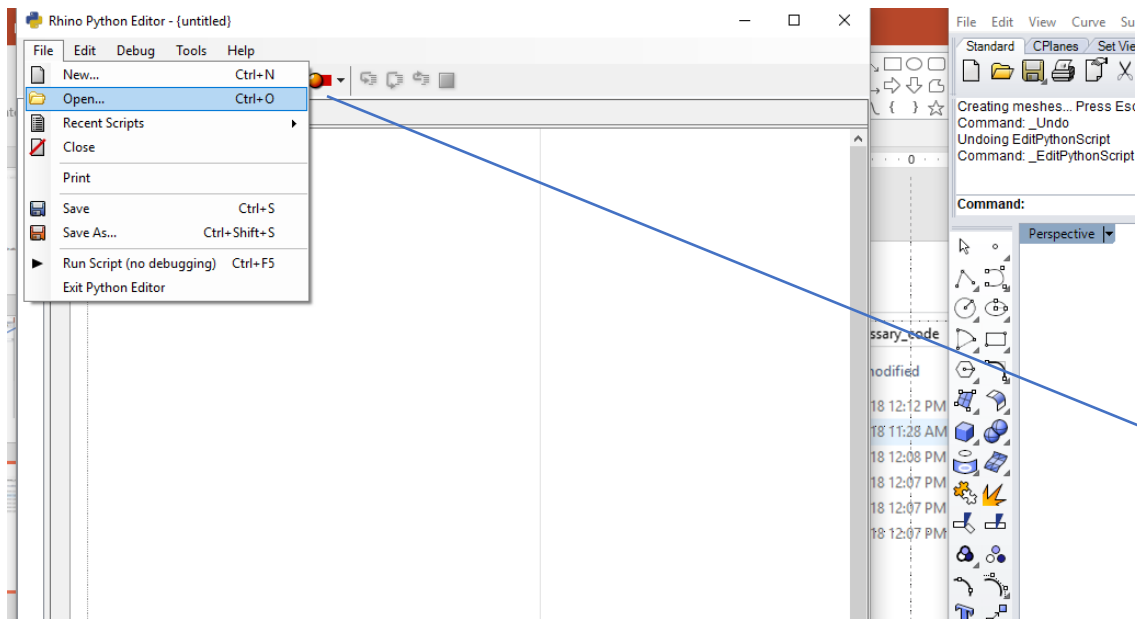 Rhino Python Editor - {untitled}
File Edit Debug Tools Help
New... Ctrl+N
Open... Ctrl+O
Recent Scripts
Close
Print
Save Ctrl+S
Save As... Ctrl+Shift+S
Run Script (no debugging) Ctrl+F5
Exit Python Editor
0
ssary_code
nodified
18 12:12 PM
18 11:28 AM
18 12:08 PM
18 12:07 PM
18 12:07 PM
18 12:07 PM
File Edit View Curve Su
Standard CPlanes Set Vie
Creating meshes... Press Esc
Command: _Undo
Undoing EditPythonScript
Command: _EditPythonScript
Command:
Perspective